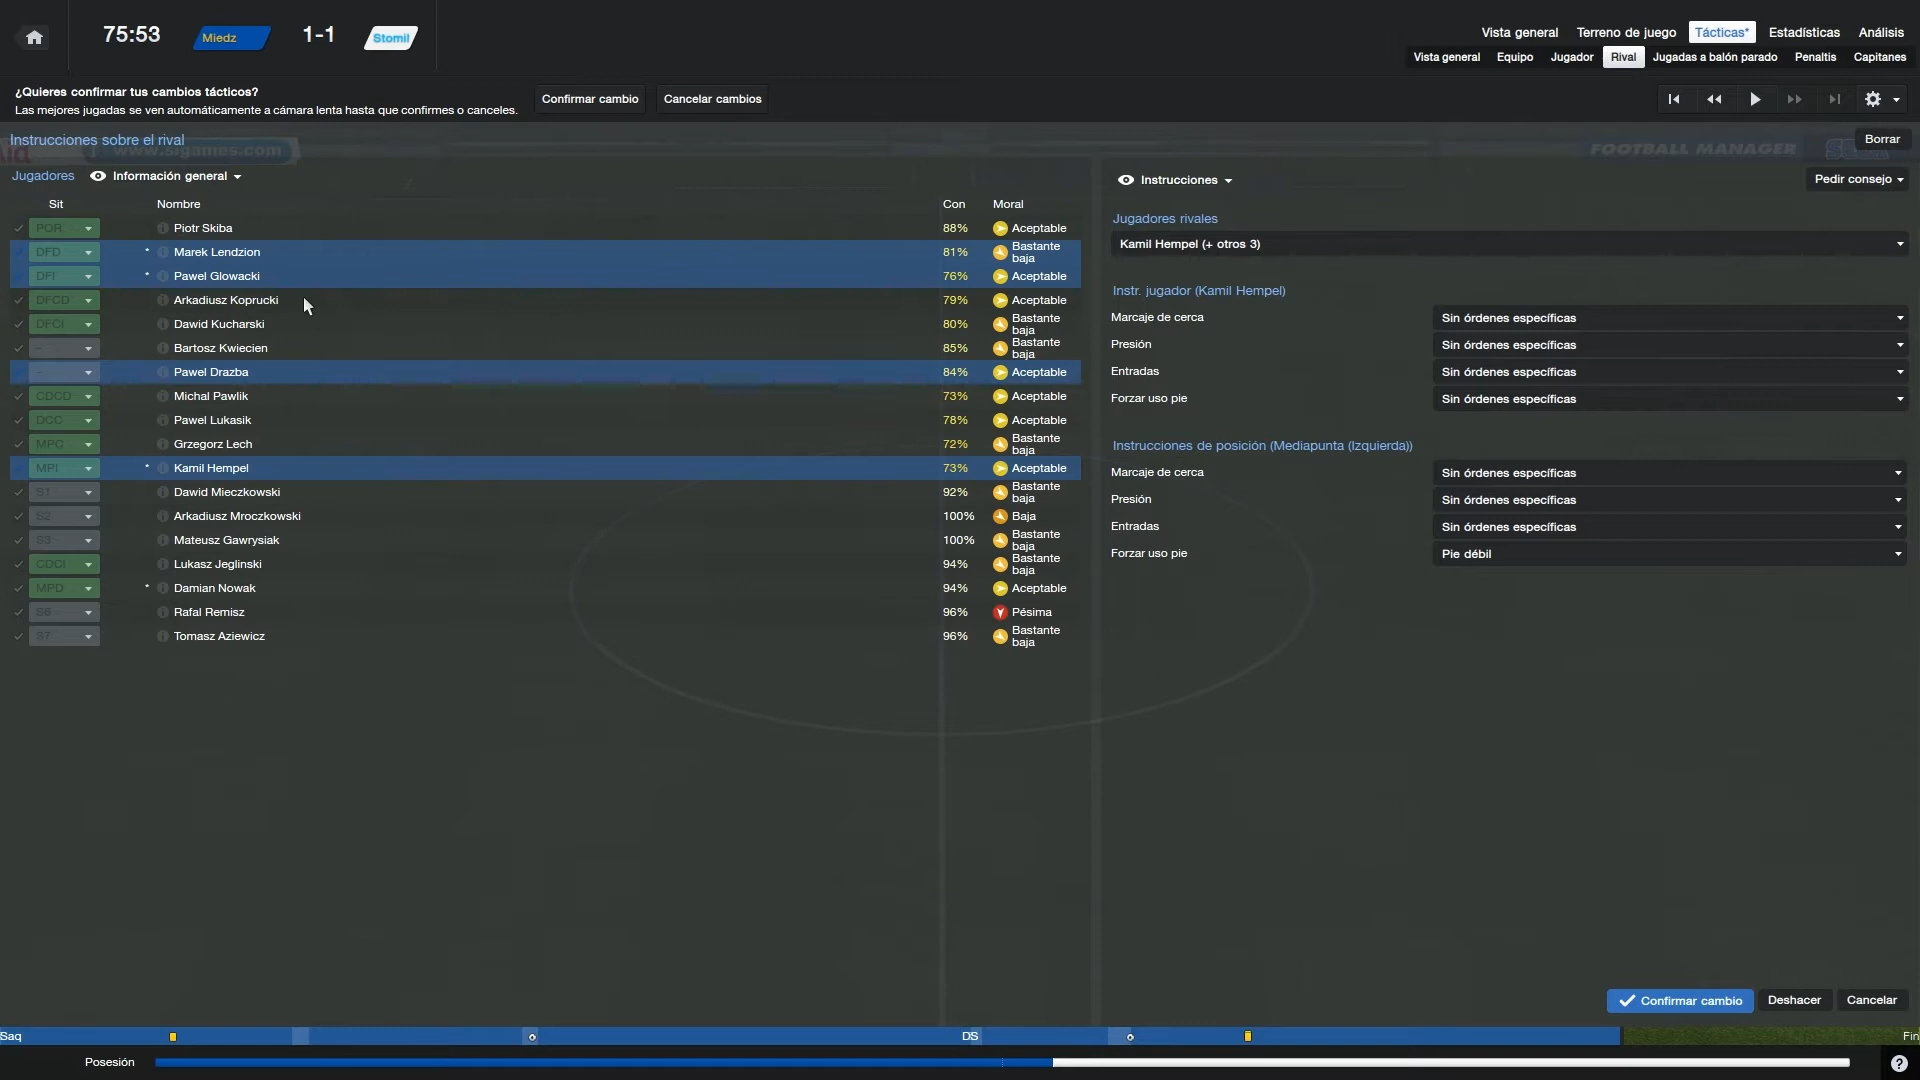 75:53
Miedz
1-1
Stomil
Vista general
Terreno de juego
Tácticas*
Estadísticas
Análisis
Vista general
Equipo
Jugador
Rival
Jugadas a balón parado
Penaltis
Capitanes
¿Quieres confirmar tus cambios tácticos?
Las mejores jugadas se ven automáticamente a cámara lenta hasta que confirmes o canceles.
Confirmar cambio
Cancelar cambios
Instrucciones sobre el rival
www.sigames.com
FOOTBALL MANAGER
Borrar
Jugadores
Información general
Instrucciones
Pedir consejo
Sit
Nombre
Con
Moral
POR
Piotr Skiba
88%
Aceptable
DFD
* Marek Lendzion
81%
Bastante baja
DFI
* Pawel Glowacki
76%
Aceptable
DFCD
Arkadiusz Koprucki
79%
Aceptable
DFCI
Dawid Kucharski
80%
Bastante baja
-
Bartosz Kwiecien
85%
Bastante baja
-
Pawel Drazba
84%
Aceptable
CDCD
Michal Pawlik
73%
Aceptable
DCC
Pawel Lukasik
78%
Aceptable
MPC
Grzegorz Lech
72%
Bastante baja
MPI
* Kamil Hempel
73%
Aceptable
S1
Dawid Mieczkowski
92%
Bastante baja
S2
Arkadiusz Mroczkowski
100%
Baja
S3
Mateusz Gawrysiak
100%
Bastante baja
CDCI
Lukasz Jeglinski
94%
Bastante baja
MPD
* Damian Nowak
94%
Aceptable
S6
Rafal Remisz
96%
Pésima
S7
Tomasz Aziewicz
96%
Bastante baja
Jugadores rivales
Kamil Hempel (+ otros 3)
Instr. jugador (Kamil Hempel)
Marcaje de cerca
Sin órdenes específicas
Presión
Sin órdenes específicas
Entradas
Sin órdenes específicas
Forzar uso pie
Sin órdenes específicas
Instrucciones de posición (Mediapunta (Izquierda))
Marcaje de cerca
Sin órdenes específicas
Presión
Sin órdenes específicas
Entradas
Sin órdenes específicas
Forzar uso pie
Pie débil
Confirmar cambio
Deshacer
Cancelar
Saq
DS
Fin
Posesión
?